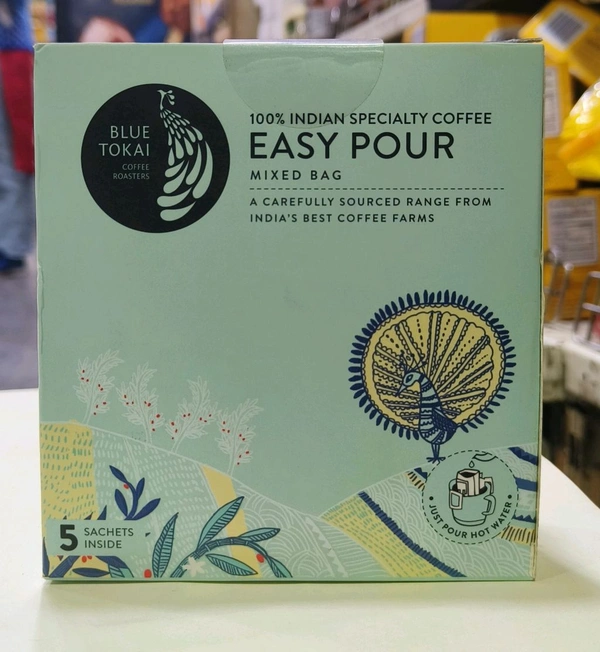 BLUE
TOKAI
COFFEE
ROASTERS
100% INDIAN SPECIALTY COFFEE
EASY POUR
MIXED BAG
A CAREFULLY SOURCED RANGE FROM
INDIA'S BEST COFFEE FARMS
• JUST POUR HOT WATER •
5 SACHETS
INSIDE